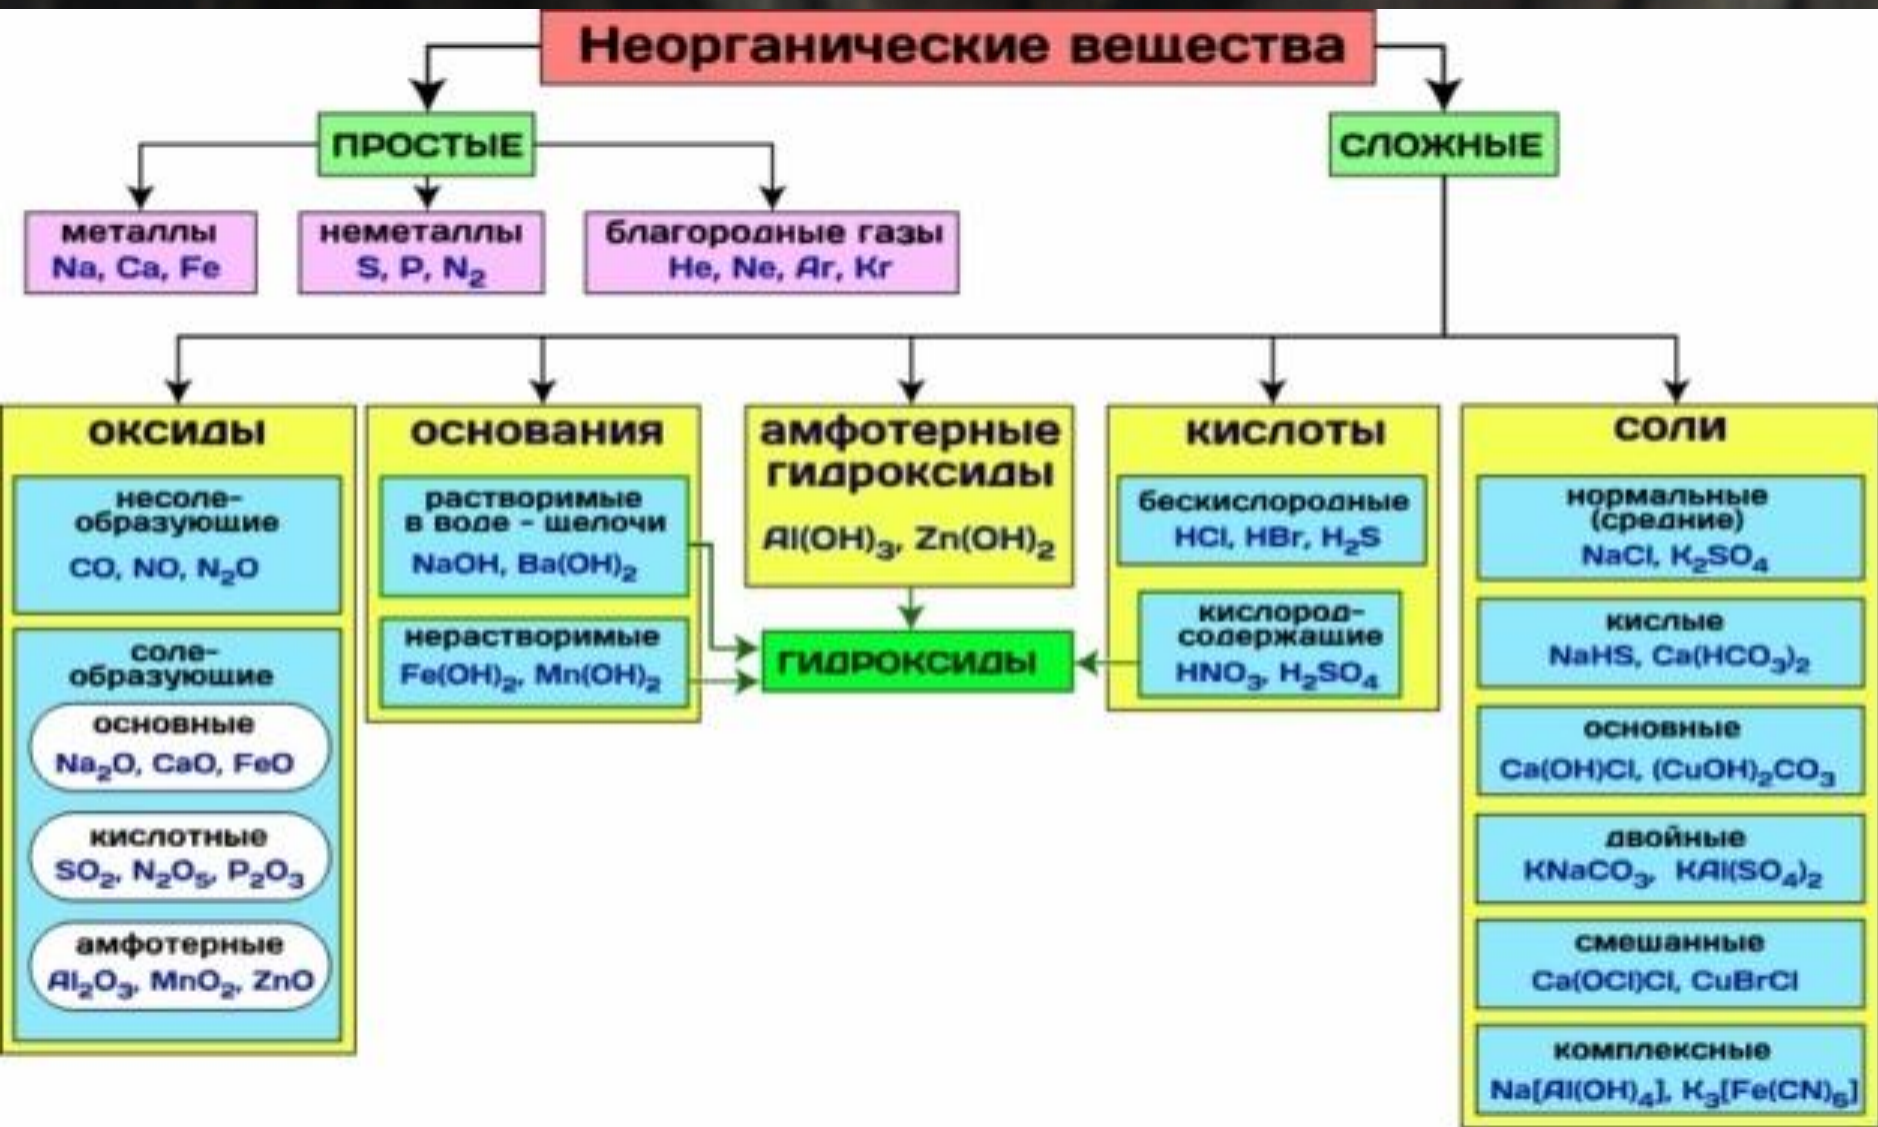 Неорганические вещества
ПРОСТЫЕ
СЛОЖНЫЕ
металлы
Na, Ca, Fe
неметаллы
S, P, N₂
благородные газы
He, Ne, Ar, Kr
оксиды
несоле-
образующие
CO, NO, N₂O
соле-
образующие
основные
Na₂O, CaO, FeO
кислотные
SO₂, N₂O₅, P₂O₃
амфотерные
Al₂O₃, MnO₂, ZnO
основания
растворимые
в воде - щелочи
NaOH, Ba(OH)₂
нерастворимые
Fe(OH)₂, Mn(OH)₂
амфотерные
гидроксиды
Al(OH)₃, Zn(OH)₂
ГИДРОКСИДЫ
кислоты
бескислородные
HCl, HBr, H₂S
кислород-
содержащие
HNO₃, H₂SO₄
соли
нормальные
(средние)
NaCl, K₂SO₄
кислые
NaHS, Ca(HCO₃)₂
основные
Ca(OH)Cl, (CuOH)₂CO₃
двойные
KNaCO₃, KAl(SO₄)₂
смешанные
Ca(OCl)Cl, CuBrCl
комплексные
Na[Al(OH)₄], K₃[Fe(CN)₆]